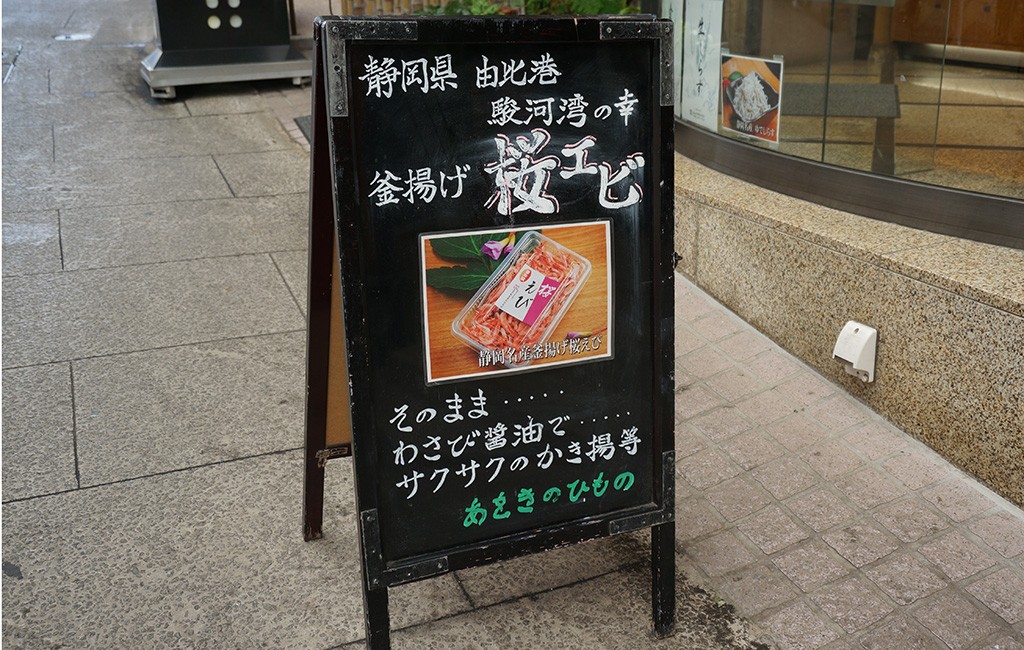 静岡県 由比港
駿河湾の幸
釜揚げ 桜エビ
桜えび
静岡名産釜揚げ桜えび
そのまま・・・・・
わさび醤油で・・・・・
サクサクのかき揚等
あをきのひもの